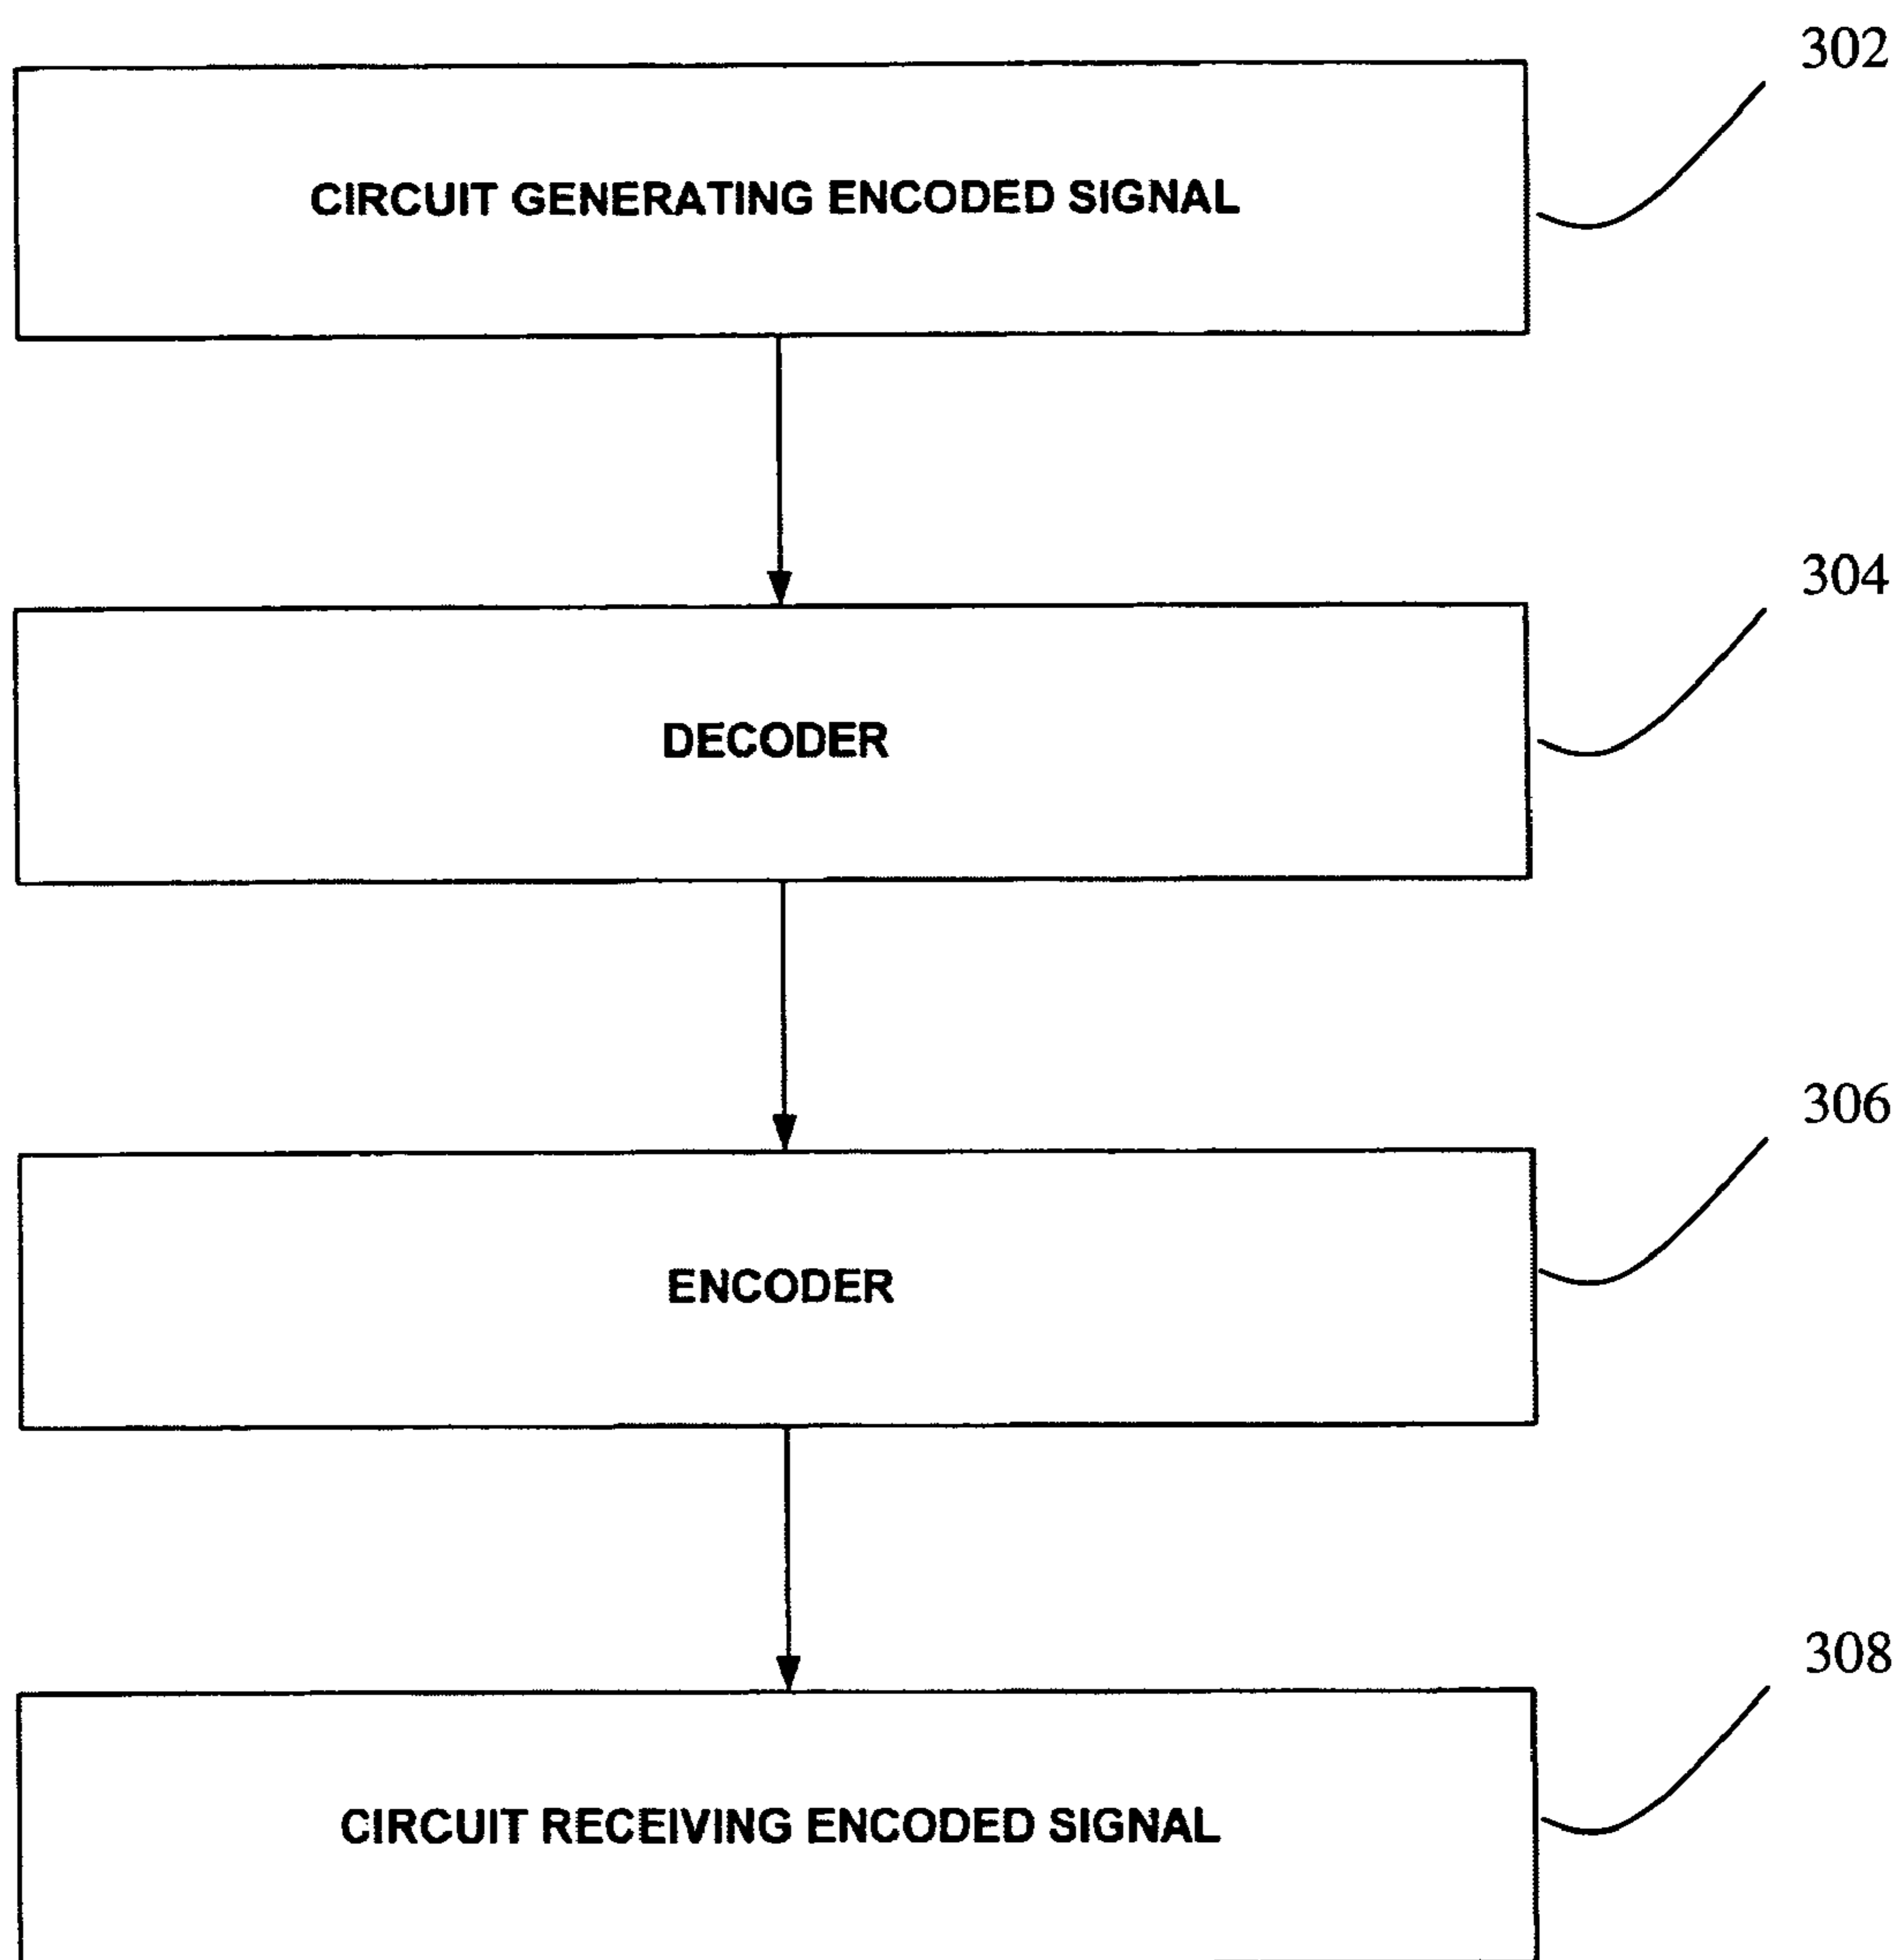 302
CIRCUIT GENERATING ENCODED SIGNAL
304
DECODER
306
ENCODER
308
CIRCUIT RECEIVING ENCODED SIGNAL